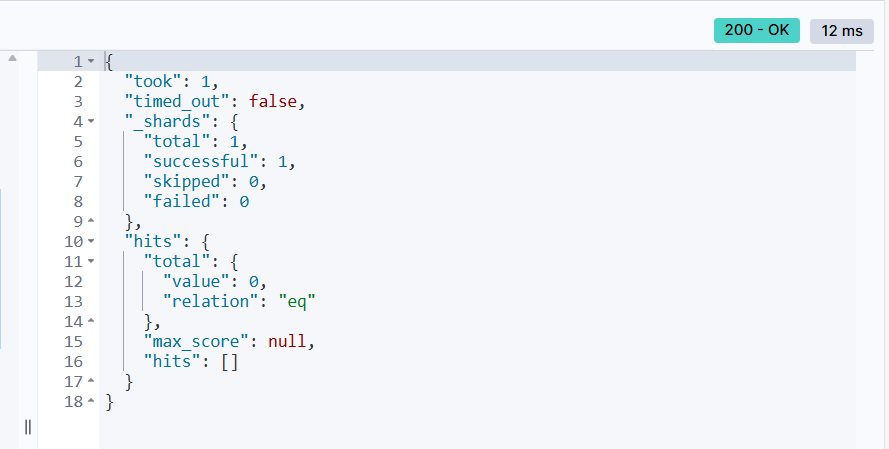 200 - OK 12 ms
1 {
2 "took": 1,
3 "timed_out": false,
4 "_shards": {
5 "total": 1,
6 "successful": 1,
7 "skipped": 0,
8 "failed": 0
9 },
10 "hits": {
11 "total": {
12 "value": 0,
13 "relation": "eq"
14 },
15 "max_score": null,
16 "hits": []
17 }
18 }